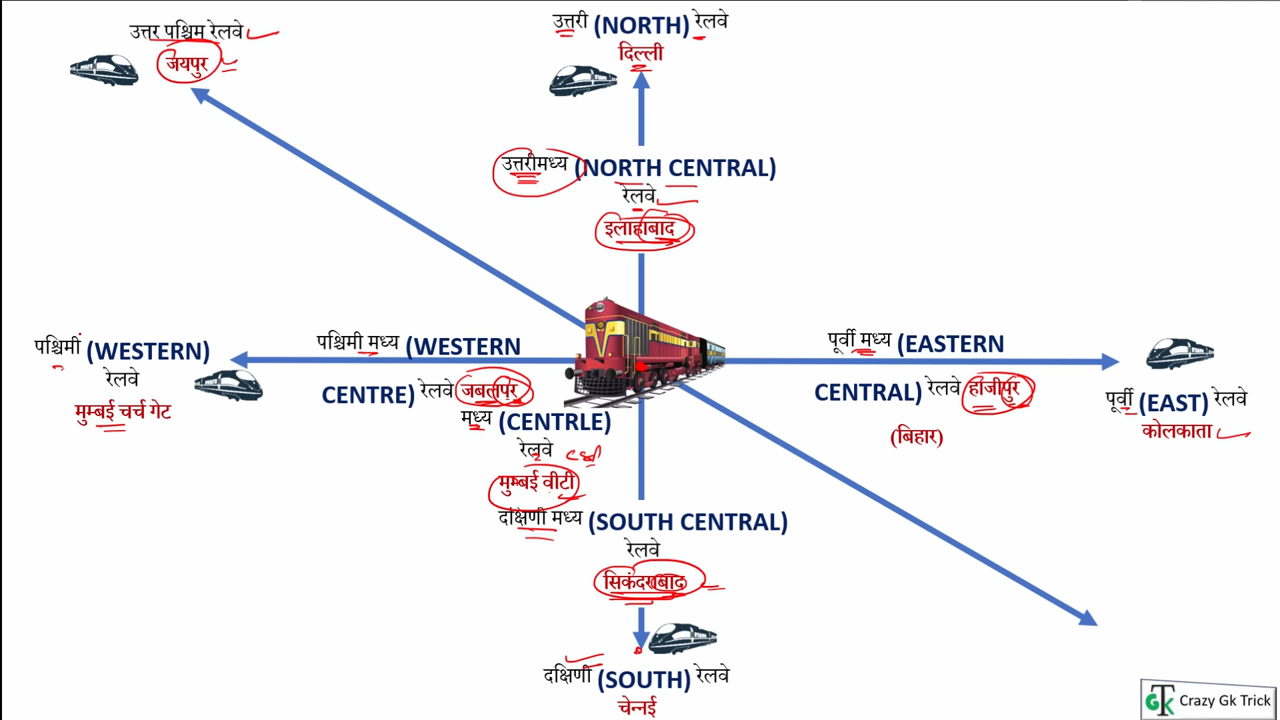 उत्तर पश्चिम रेलवे
जयपुर
उत्तरी (NORTH) रेलवे
दिल्ली
उत्तरीमध्य (NORTH CENTRAL)
रेलवे
इलाहाबाद
पश्चिमी (WESTERN)
रेलवे
मुम्बई चर्च गेट
पश्चिमी मध्य (WESTERN
CENTRE) रेलवे जबलपुर
मध्य (CENTRLE)
रेलवे
मुम्बई वीटी
पूर्वी मध्य (EASTERN
CENTRAL) रेलवे हाजीपुर
(बिहार)
पूर्वी (EAST) रेलवे
कोलकाता
दक्षिणी मध्य (SOUTH CENTRAL)
रेलवे
सिकंदराबाद
दक्षिणी (SOUTH) रेलवे
चेन्नई
GTK Crazy Gk Trick